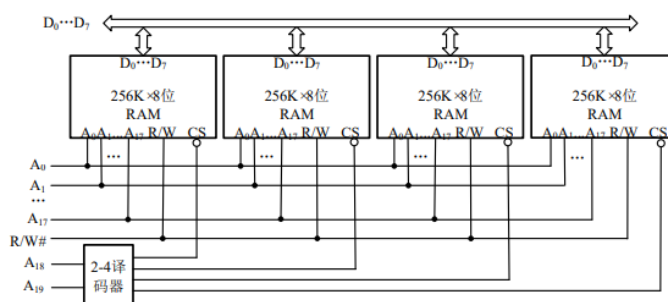 D₀⋯D₇
D₀⋯D₇ D₀⋯D₇ D₀⋯D₇ D₀⋯D₇
256K×8位 256K×8位 256K×8位 256K×8位
RAM RAM RAM RAM
A₀A₁...A₁₇ R/W CS A₀A₁...A₁₇ R/W CS A₀A₁...A₁₇ R/W CS A₀A₁...A₁₇ R/W CS
... ... ... ...
A₀
A₁
...
A₁₇
R/W#
A₁₈
A₁₉
2-4译
码器